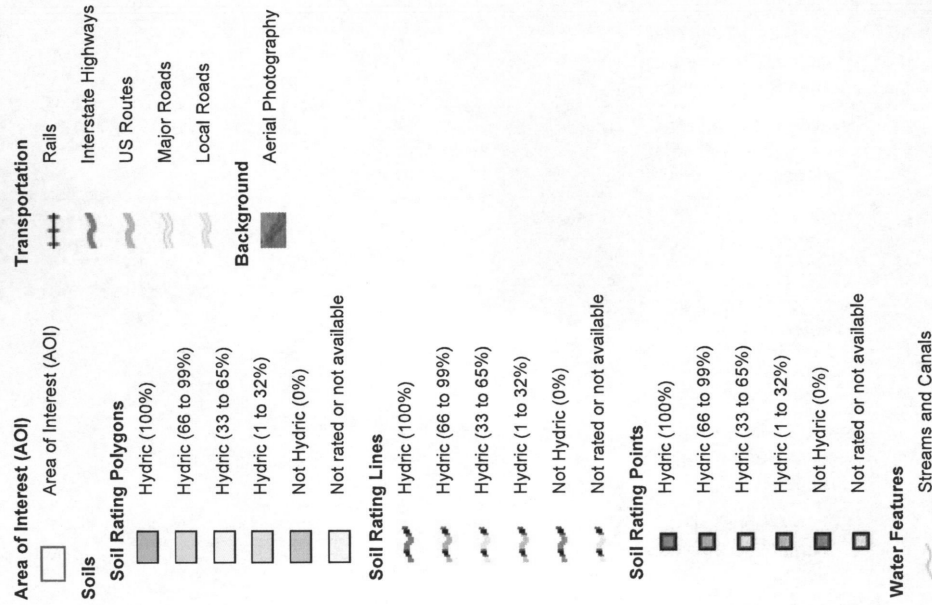 Area of Interest (AOI)
Area of Interest (AOI)
Soils
Soil Rating Polygons
Hydric (100%)
Hydric (66 to 99%)
Hydric (33 to 65%)
Hydric (1 to 32%)
Not Hydric (0%)
Not rated or not available
Soil Rating Lines
Hydric (100%)
Hydric (66 to 99%)
Hydric (33 to 65%)
Hydric (1 to 32%)
Not Hydric (0%)
Not rated or not available
Soil Rating Points
Hydric (100%)
Hydric (66 to 99%)
Hydric (33 to 65%)
Hydric (1 to 32%)
Not Hydric (0%)
Not rated or not available
Water Features
Streams and Canals
Transportation
Rails
Interstate Highways
US Routes
Major Roads
Local Roads
Background
Aerial Photography